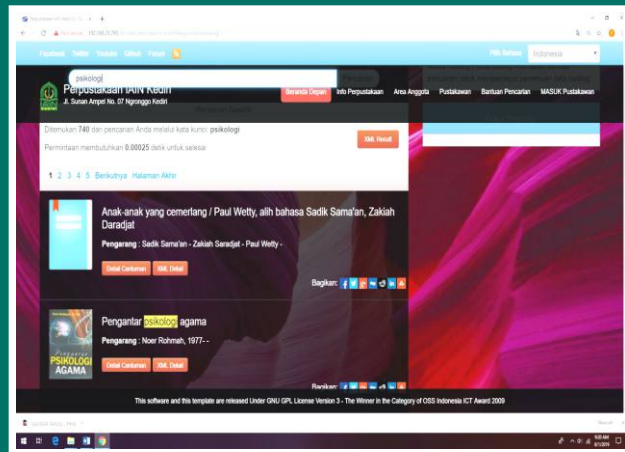 Facebook Twitter Youtube Github Forum
Pilih Bahasa Indonesia
psikologi
Perpustakaan IAIN Kediri
Jl. Sunan Ampel No. 07 Ngronggo Kediri
Beranda Depan Info Perpustakaan Area Anggota Pustakawan Bantuan Pencarian MASUK Pustakawan
Ditemukan 740 dari pencarian Anda melalui kata kunci: psikologi
Permintaan membutuhkan 0.00025 detik untuk selesai
XML Result
1 2 3 4 5 Berikutnya Halaman Akhir
Anak-anak yang cemerlang / Paul Wetty, alih bahasa Sadik Sama'an, Zakiah
Daradjat
Pengarang : Sadik Sama'an - Zakiah Saradjat - Paul Wetty -
Detail Cantuman XML Detail
Bagikan:
Pengantar psikologi agama
Pengarang : Noer Rohmah, 1977- -
Pengantar
PSIKOLOGI
AGAMA
Detail Cantuman XML Detail
Bagikan:
This software and this template are released Under GNU GPL License Version 3 - The Winner in the Category of OSS Indonesia ICT Award 2009